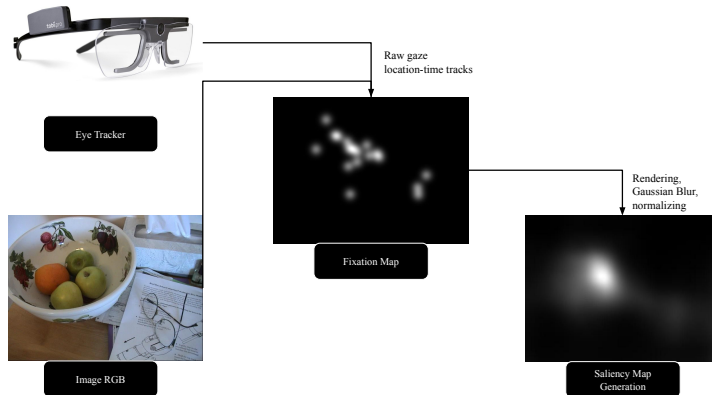 Raw gaze
location-time tracks
Eye Tracker
Rendering,
Gaussian Blur,
normalizing
Fixation Map
Image RGB
Saliency Map
Generation